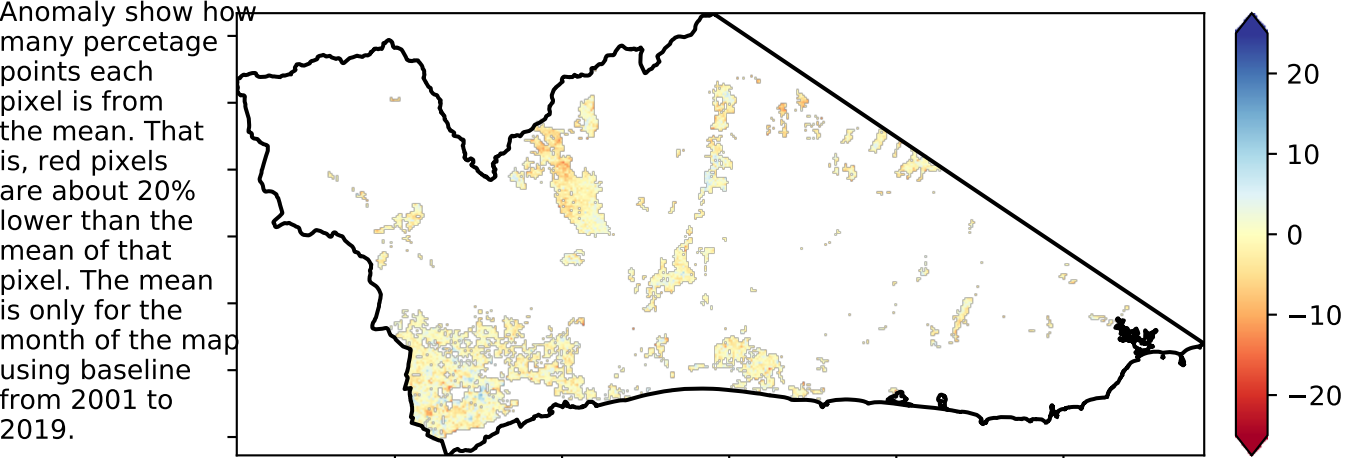 Anomaly show how
many percetage
points each
pixel is from
the mean. That
is, red pixels
are about 20%
lower than the
mean of that
pixel. The mean
is only for the
month of the map
using baseline
from 2001 to
2019.
20
10
0
−10
−20